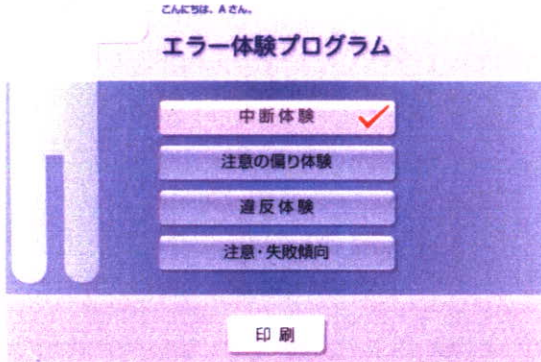 こんにちは、Aさん。
エラー体験プログラム
中断体験
注意の偏り体験
違反体験
注意・失敗傾向
印刷